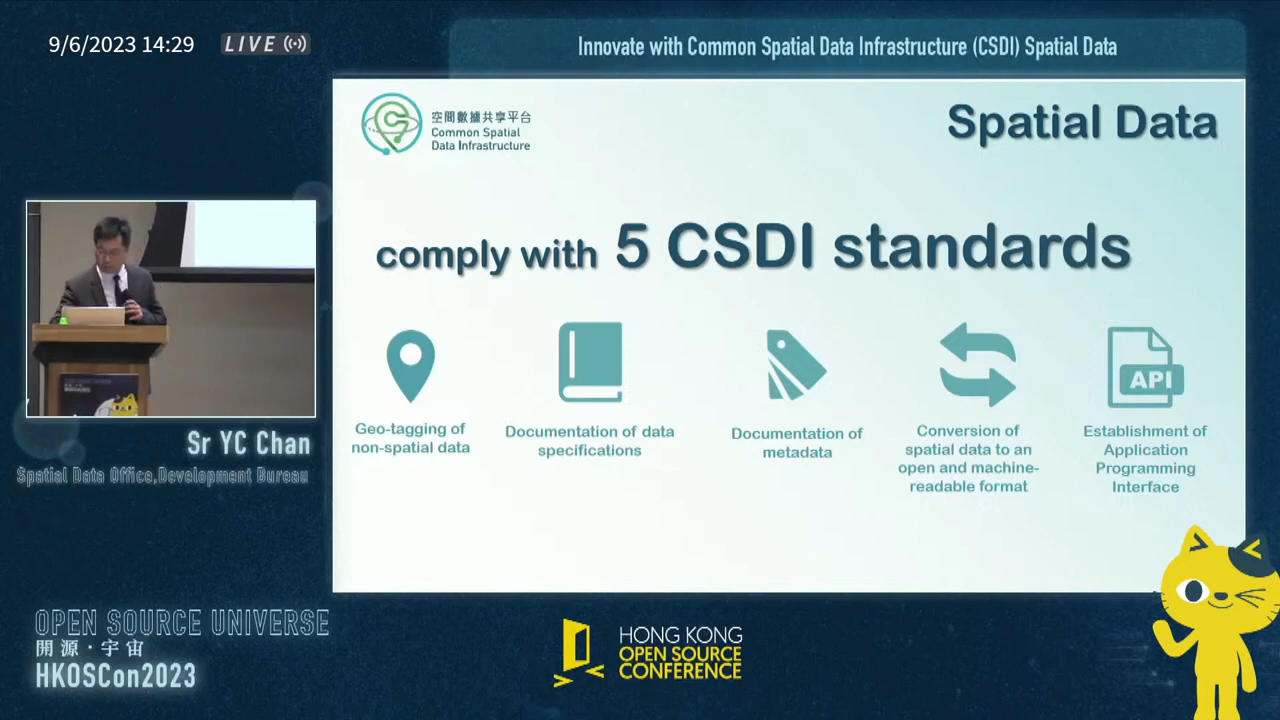 9/6/2023 14:29
LIVE
Innovate with Common Spatial Data Infrastructure (CSDI) Spatial Data
空間數據共享平台
Common Spatial
Data Infrastructure
Spatial Data
comply with 5 CSDI standards
Geo-tagging of
non-spatial data
Documentation of data
specifications
Documentation of
metadata
Conversion of
spatial data to an
open and machine-
readable format
API
Establishment of
Application
Programming
Interface
Sr YC Chan
Spatial Data Office,Development Bureau
OPEN SOURCE UNIVERSE
開源·宇宙
HKOSCon2023
HONG KONG
OPEN SOURCE
CONFERENCE